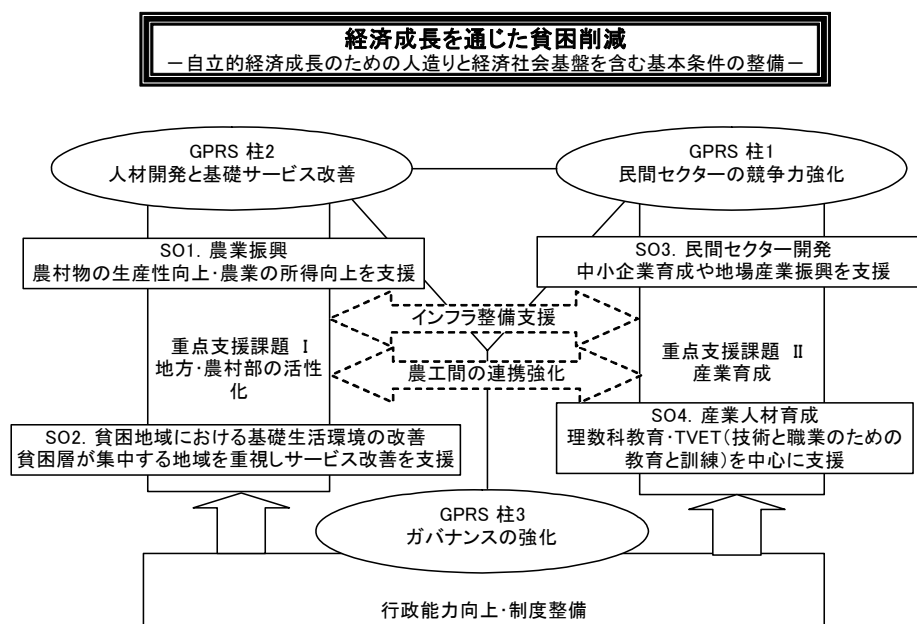 経済成長を通じた貧困削減
－自立的経済成長のための人造りと経済社会基盤を含む基本条件の整備－
GPRS 柱2
人材開発と基礎サービス改善
GPRS 柱1
民間セクターの競争力強化
SO1. 農業振興
農村物の生産性向上・農業の所得向上を支援
SO3. 民間セクター開発
中小企業育成や地場産業振興を支援
インフラ整備支援
重点支援課題 Ⅰ
地方・農村部の活性
化
農工間の連携強化
重点支援課題 Ⅱ
産業育成
SO2. 貧困地域における基礎生活環境の改善
貧困層が集中する地域を重視しサービス改善を支援
SO4. 産業人材育成
理数科教育・TVET（技術と職業のための
教育と訓練）を中心に支援
GPRS 柱3
ガバナンスの強化
行政能力向上・制度整備